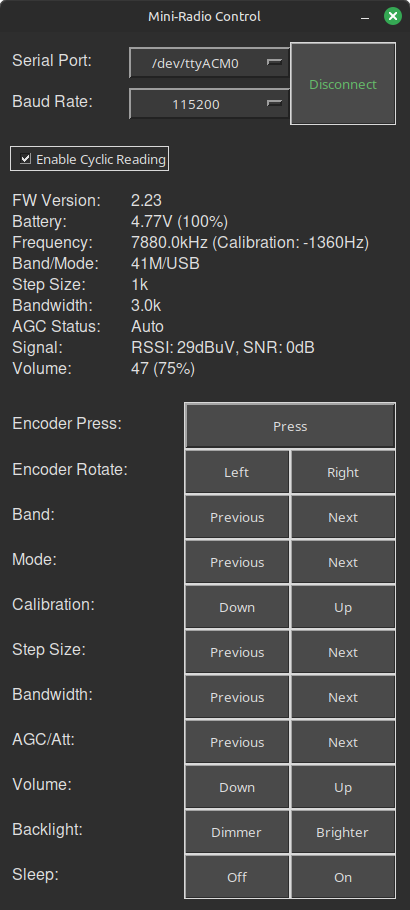 Mini-Radio Control
Serial Port: /dev/ttyACM0
Disconnect
Baud Rate: 115200
Enable Cyclic Reading
FW Version: 2.23
Battery: 4.77V (100%)
Frequency: 7880.0kHz (Calibration: -1360Hz)
Band/Mode: 41M/USB
Step Size: 1k
Bandwidth: 3.0k
AGC Status: Auto
Signal: RSSI: 29dBuV, SNR: 0dB
Volume: 47 (75%)
Encoder Press: Press
Encoder Rotate: Left Right
Band: Previous Next
Mode: Previous Next
Calibration: Down Up
Step Size: Previous Next
Bandwidth: Previous Next
AGC/Att: Previous Next
Volume: Down Up
Backlight: Dimmer Brighter
Sleep: Off On